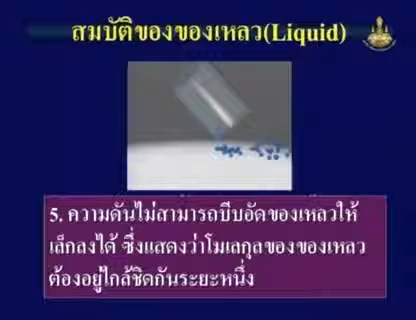 สมบัติของของเหลว(Liquid)
5. ความดันไม่สามารถบีบอัดของเหลวให้
เล็กลงได้ ซึ่งแสดงว่าโมเลกุลของของเหลว
ต้องอยู่ใกล้ชิดกันระยะหนึ่ง